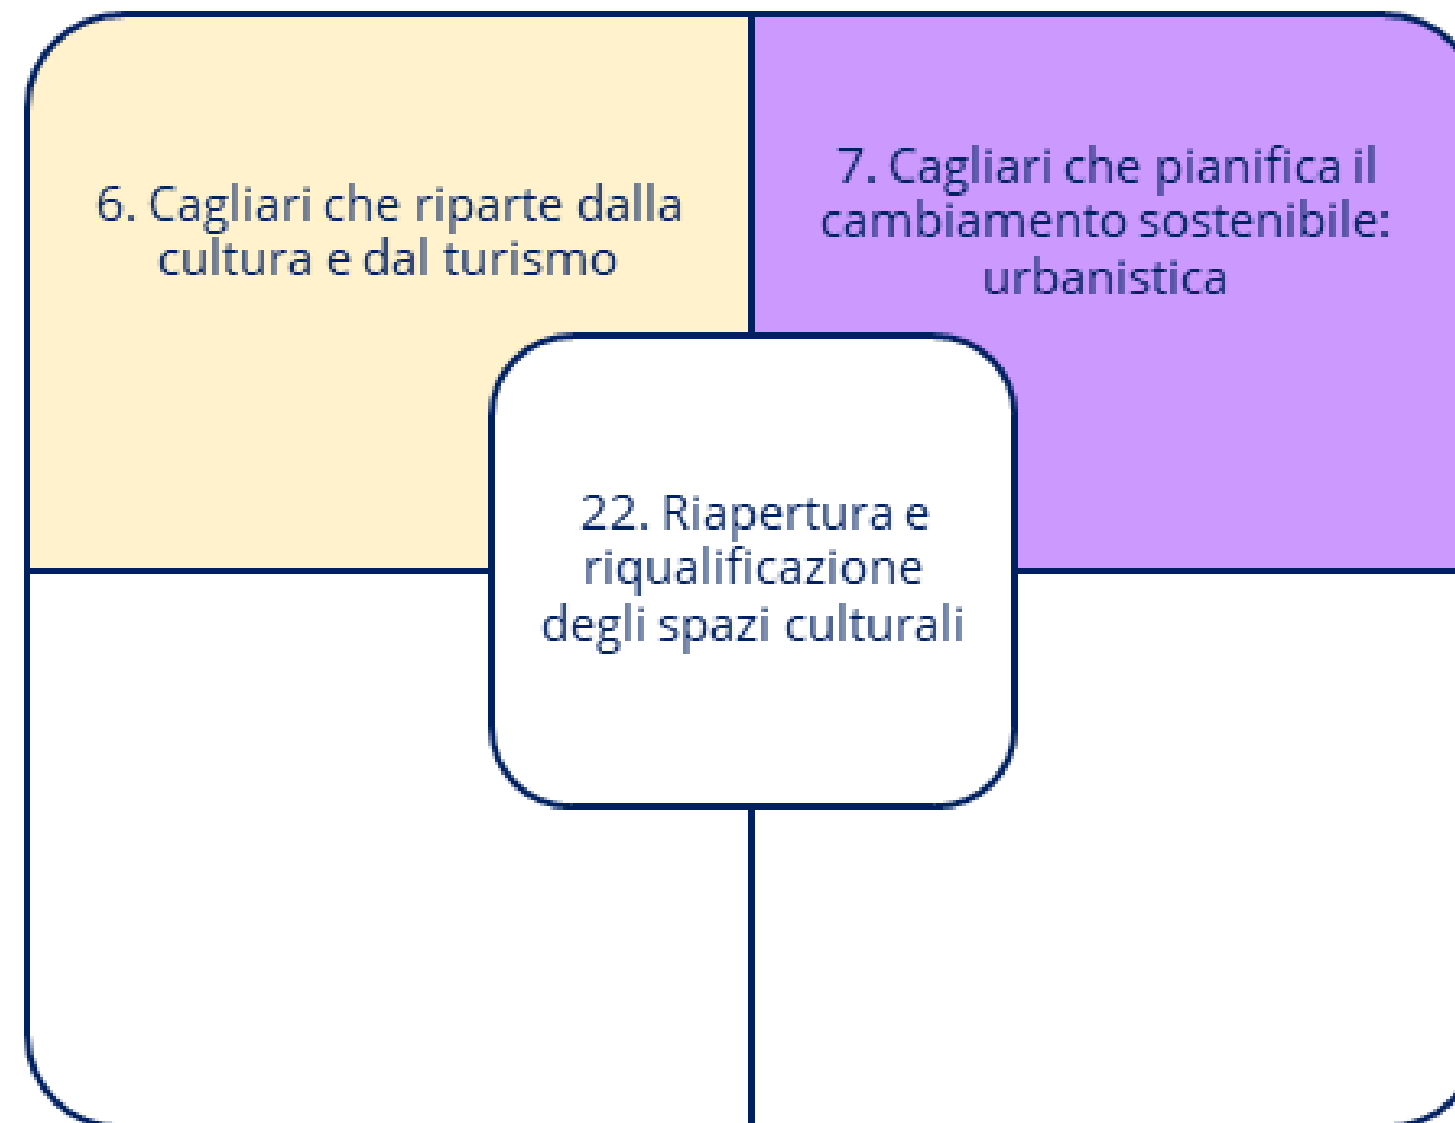 6. Cagliari che riparte dalla
cultura e dal turismo
7. Cagliari che pianifica il
cambiamento sostenibile:
urbanistica
22. Riapertura e
riqualificazione
degli spazi culturali